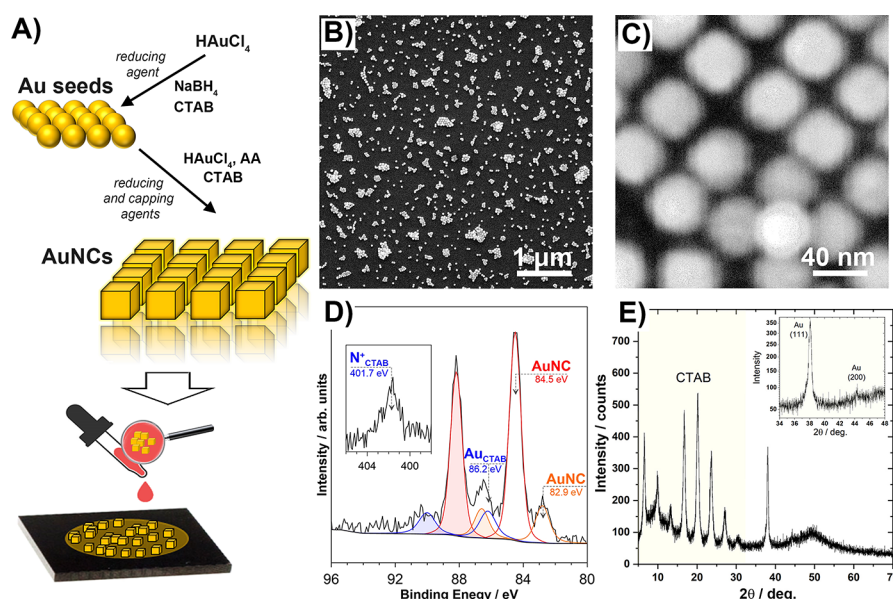 A)
HAuCl4
reducing
agent
Au seeds
NaBH4
CTAB
HAuCl4, AA
CTAB
reducing
and capping
agents
AuNCs
B)
1 μm
C)
40 nm
D)
N+CTAB
401.7 eV
404 400
AuNC
84.5 eV
AuCTAB
86.2 eV
AuNC
82.9 eV
Intensity / arb. units
96 92 88 84 80
Binding Eengevy / eV
E)
CTAB
Intensity / counts
700
600
500
400
300
200
100
0
10 20 30 40 50 60 70
2θ / deg.
Au
(111)
Au
(200)
Intensity
350
300
250
200
150
100
50
34 36 38 40 42 44 46 48
2θ / deg.